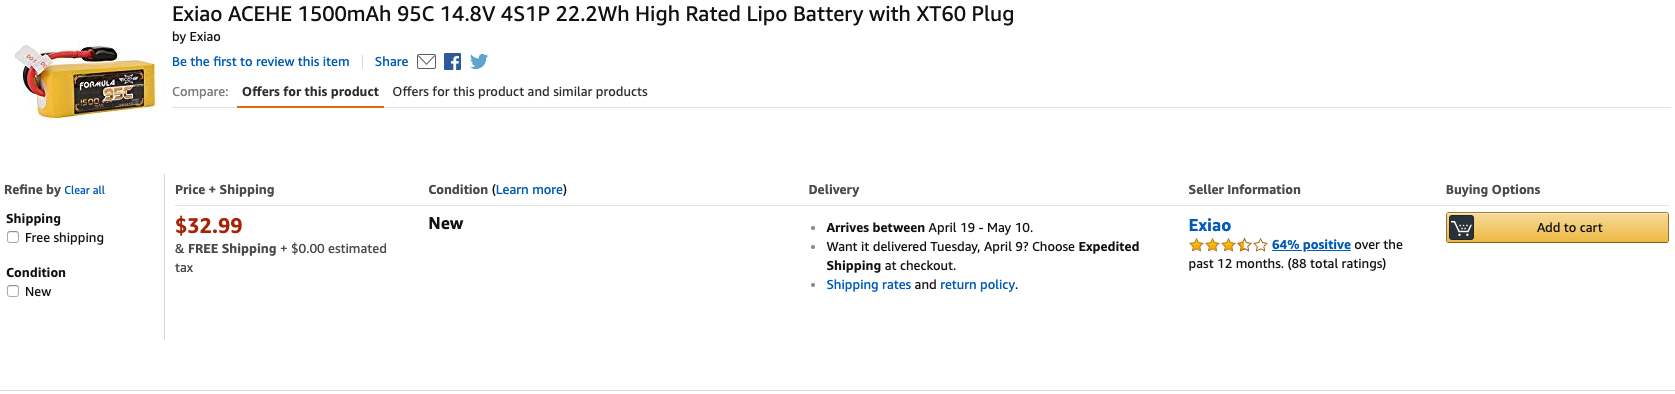 Exiao ACEHE 1500mAh 95C 14.8V 4S1P 22.2Wh High Rated Lipo Battery with XT60 Plug
by Exiao
Be the first to review this item
Share
Compare: Offers for this product Offers for this product and similar products
FORMULA
1500 95C
Refine by Clear all
Shipping
Free shipping
Condition
New
Price + Shipping
$32.99
& FREE Shipping + $0.00 estimated
tax
Condition (Learn more)
New
Delivery
Arrives between April 19 - May 10.
Want it delivered Tuesday, April 9? Choose Expedited
Shipping at checkout.
Shipping rates and return policy.
Seller Information
Exiao
64% positive over the
past 12 months. (88 total ratings)
Buying Options
Add to cart